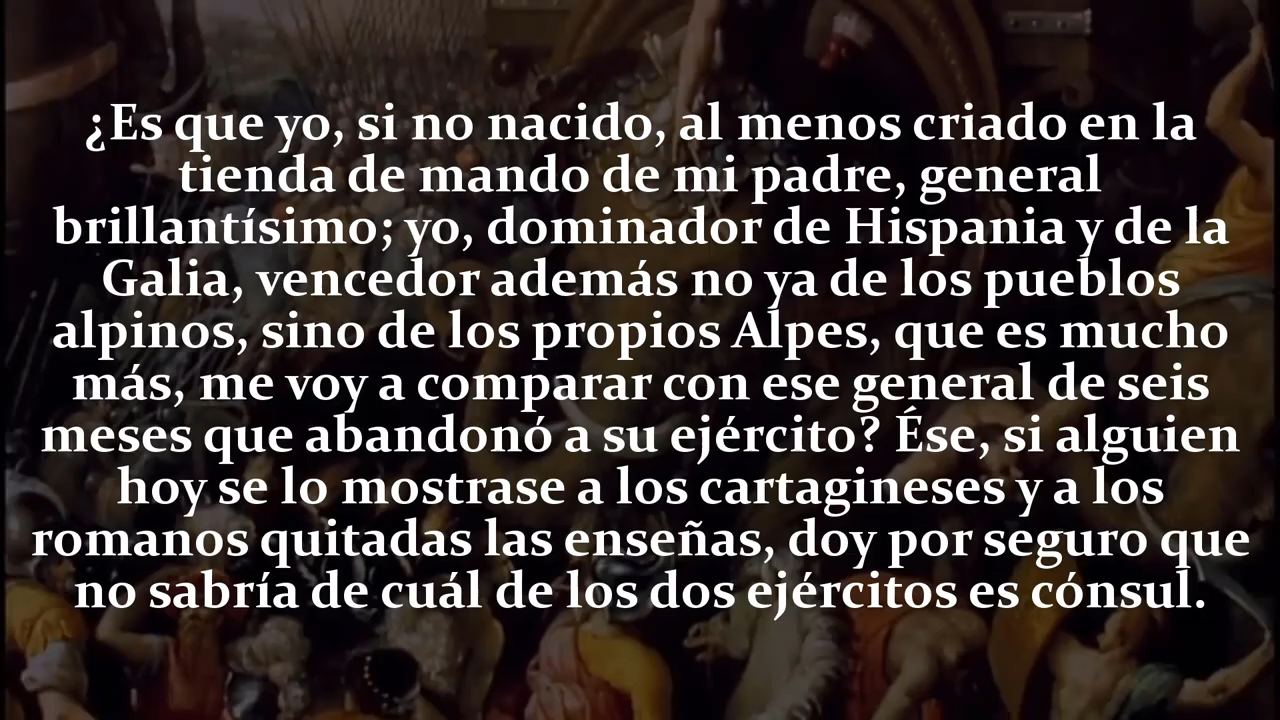 ¿Es que yo, si no nacido, al menos criado en la
tienda de mando de mi padre, general
brillantísimo; yo, dominador de Hispania y de la
Galia, vencedor además no ya de los pueblos
alpinos, sino de los propios Alpes, que es mucho
más, me voy a comparar con ese general de seis
meses que abandonó a su ejército? Ése, si alguien
hoy se lo mostrase a los cartagineses y a los
romanos quitadas las enseñas, doy por seguro que
no sabría de cuál de los dos ejércitos es cónsul.